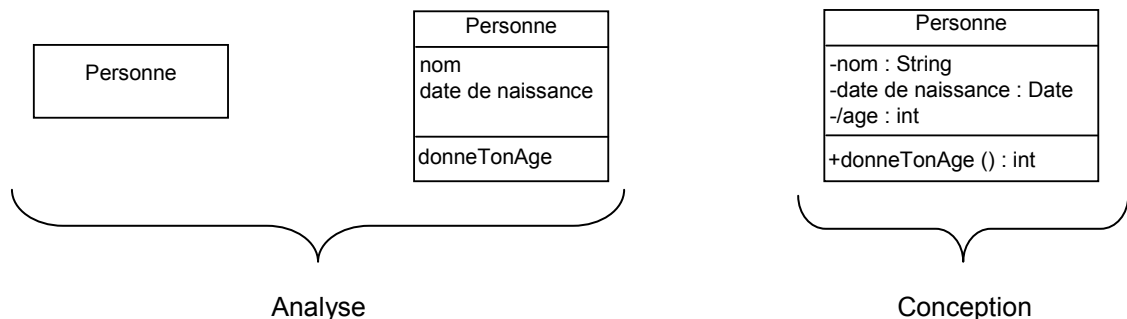 Personne
Personne
nom
date de naissance
donneTonAge
Personne
-nom : String
-date de naissance : Date
-/age : int
+donneTonAge () : int
Analyse
Conception